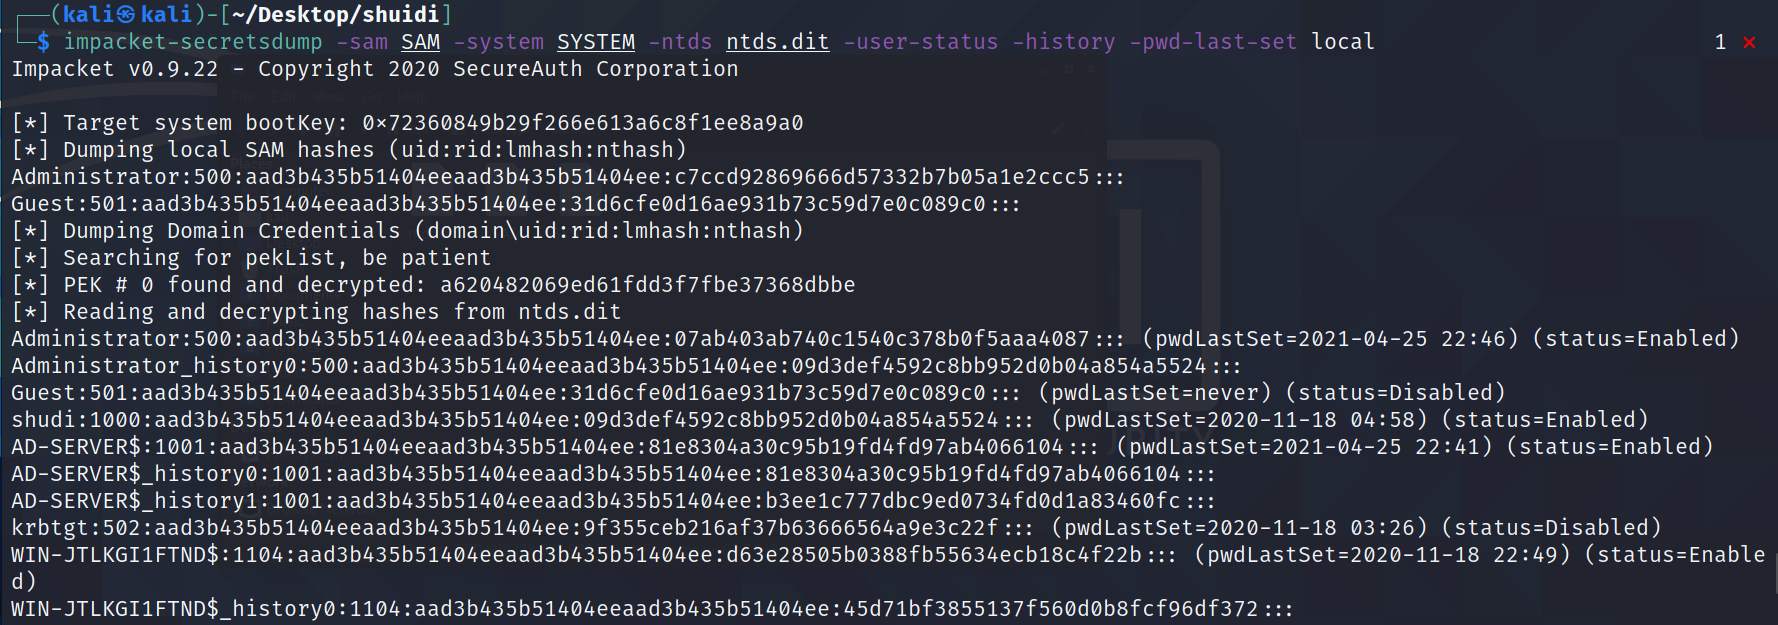 (kali㉿kali)-[~/Desktop/shuidi]
$ impacket-secretsdump -sam SAM -system SYSTEM -ntds ntds.dit -user-status -history -pwd-last-set local 1 ×
Impacket v0.9.22 - Copyright 2020 SecureAuth Corporation
[*] Target system bootKey: 0×72360849b29f266e613a6c8f1ee8a9a0
[*] Dumping local SAM hashes (uid:rid:lmhash:nthash)
Administrator:500:aad3b435b51404eeaad3b435b51404ee:c7ccd92869666d57332b7b05a1e2ccc5:::
Guest:501:aad3b435b51404eeaad3b435b51404ee:31d6cfe0d16ae931b73c59d7e0c089c0:::
[*] Dumping Domain Credentials (domain\uid:rid:lmhash:nthash)
[*] Searching for pekList, be patient
[*] PEK # 0 found and decrypted: a620482069ed61fdd3f7fbe37368dbbe
[*] Reading and decrypting hashes from ntds.dit
Administrator:500:aad3b435b51404eeaad3b435b51404ee:07ab403ab740c1540c378b0f5aaa4087::: (pwdLastSet=2021-04-25 22:46) (status=Enabled)
Administrator_history0:500:aad3b435b51404eeaad3b435b51404ee:09d3def4592c8bb952d0b04a854a5524:::
Guest:501:aad3b435b51404eeaad3b435b51404ee:31d6cfe0d16ae931b73c59d7e0c089c0::: (pwdLastSet=never) (status=Disabled)
shudi:1000:aad3b435b51404eeaad3b435b51404ee:09d3def4592c8bb952d0b04a854a5524::: (pwdLastSet=2020-11-18 04:58) (status=Enabled)
AD-SERVER$:1001:aad3b435b51404eeaad3b435b51404ee:81e8304a30c95b19fd4fd97ab4066104::: (pwdLastSet=2021-04-25 22:41) (status=Enabled)
AD-SERVER$_history0:1001:aad3b435b51404eeaad3b435b51404ee:81e8304a30c95b19fd4fd97ab4066104:::
AD-SERVER$_history1:1001:aad3b435b51404eeaad3b435b51404ee:b3ee1c777dbc9ed0734fd0d1a83460fc:::
krbtgt:502:aad3b435b51404eeaad3b435b51404ee:9f355ceb216af37b63666564a9e3c22f::: (pwdLastSet=2020-11-18 03:26) (status=Disabled)
WIN-JTLKGI1FTND$:1104:aad3b435b51404eeaad3b435b51404ee:d63e28505b0388fb55634ecb18c4f22b::: (pwdLastSet=2020-11-18 22:49) (status=Enable
d)
WIN-JTLKGI1FTND$_history0:1104:aad3b435b51404eeaad3b435b51404ee:45d71bf3855137f560d0b8fcf96df372:::